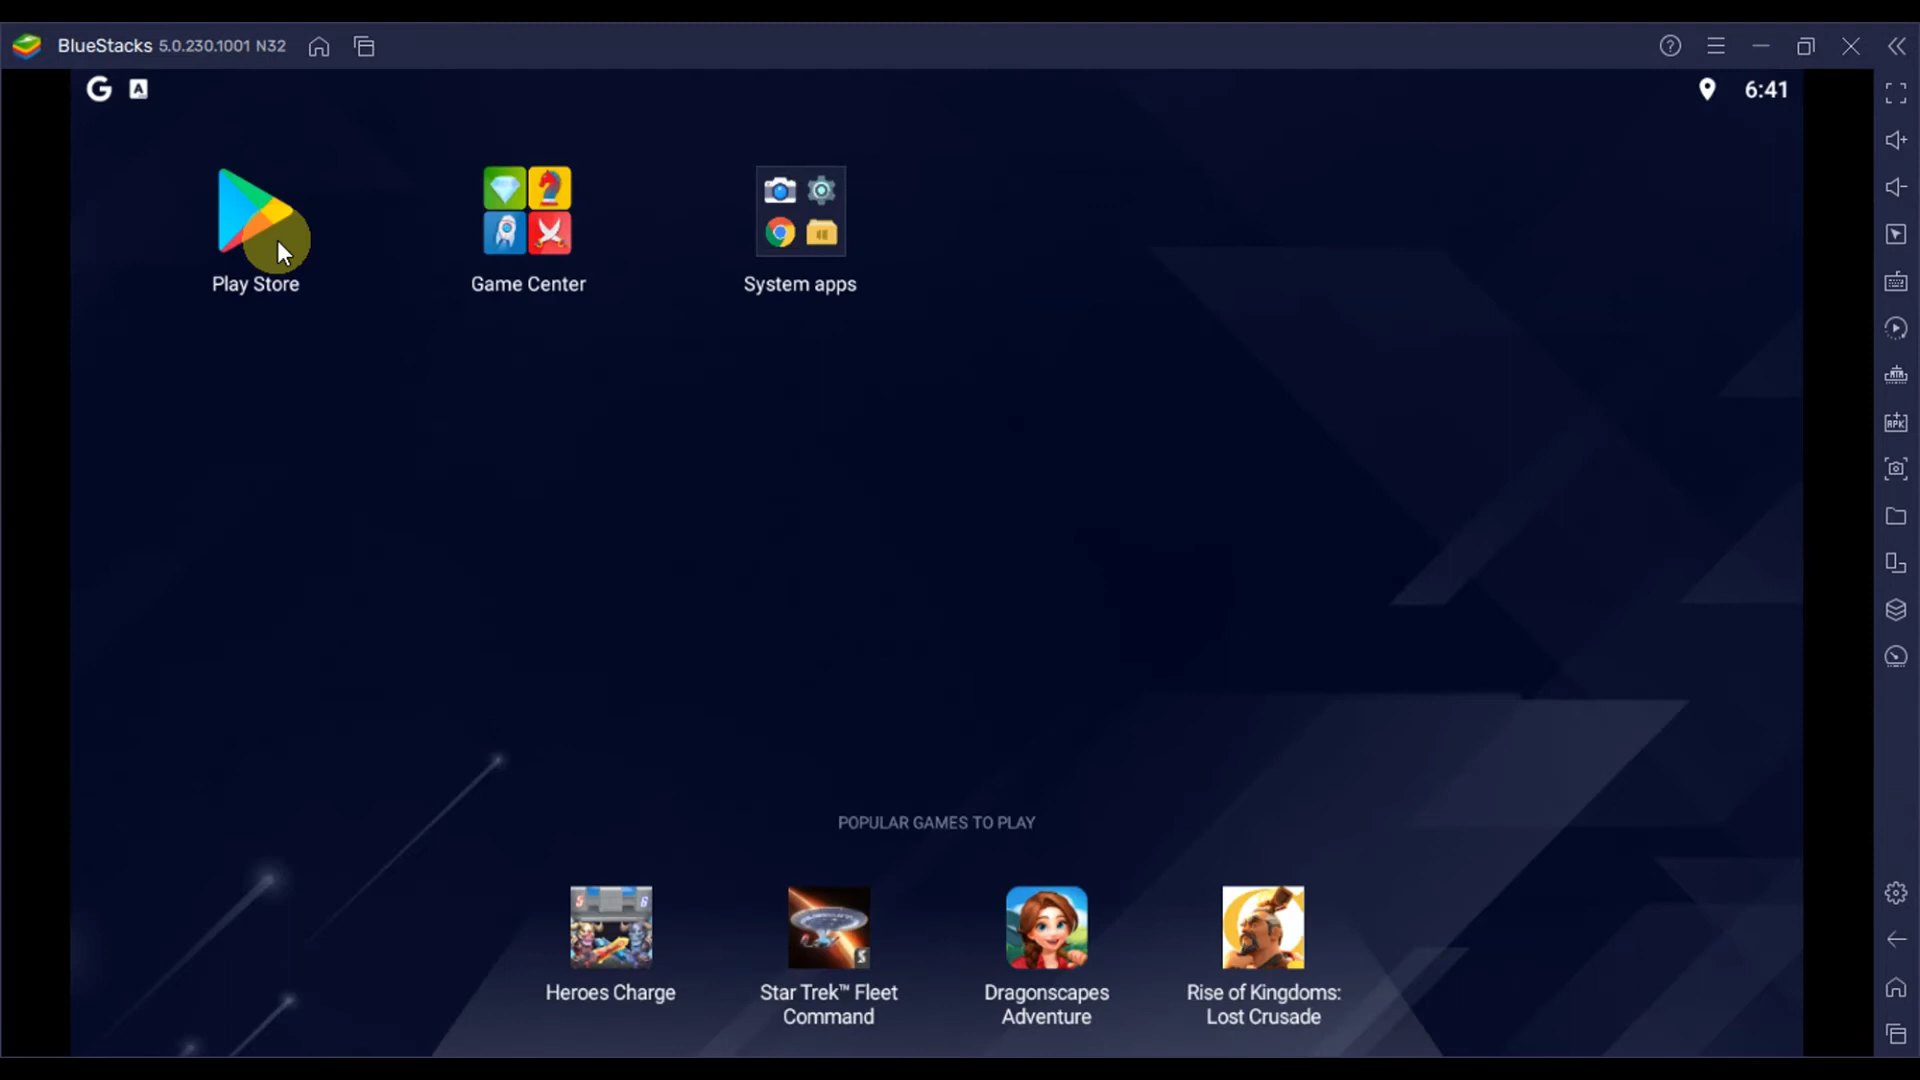 BlueStacks 5.0.230.1001 N32
6:41
Play Store
Game Center
System apps
POPULAR GAMES TO PLAY
Heroes Charge
Star Trek™ Fleet
Command
Dragonscapes
Adventure
Rise of Kingdoms:
Lost Crusade